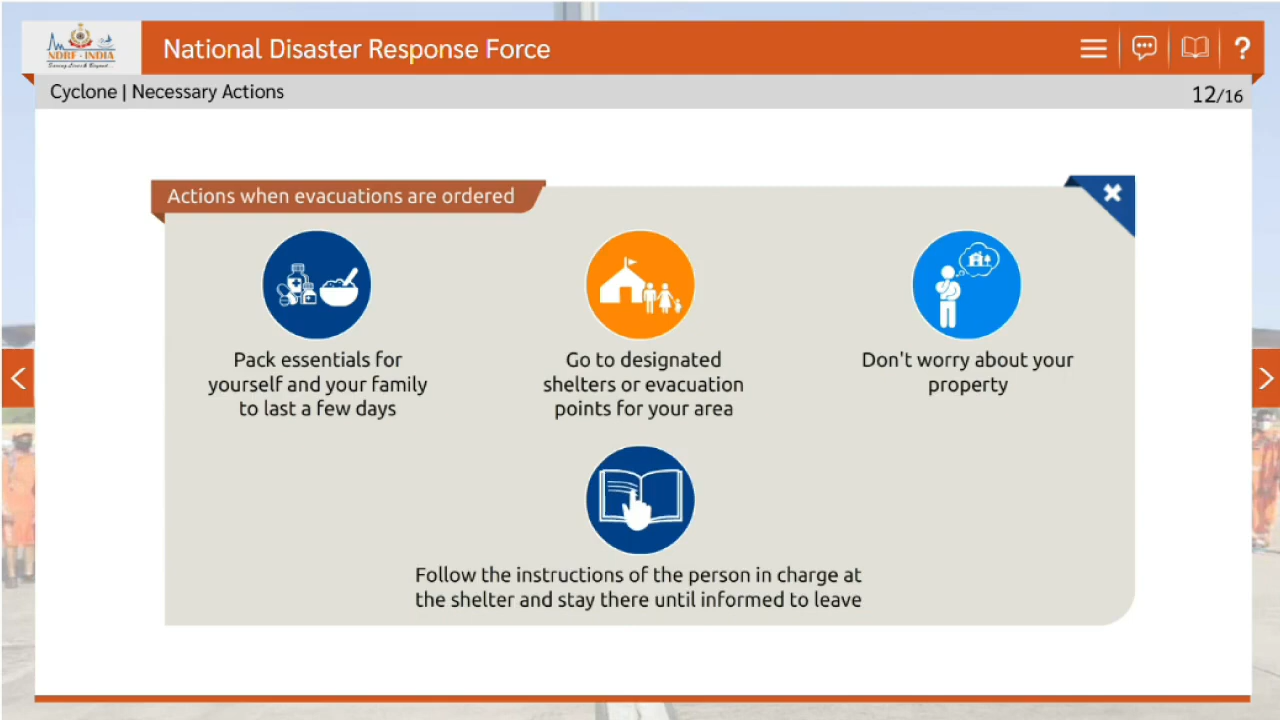 NDRF - INDIA
National Disaster Response Force
?
Cyclone | Necessary Actions
12/16
Actions when evacuations are ordered
Pack essentials for
yourself and your family
to last a few days
Go to designated
shelters or evacuation
points for your area
Don't worry about your
property
Follow the instructions of the person in charge at
the shelter and stay there until informed to leave